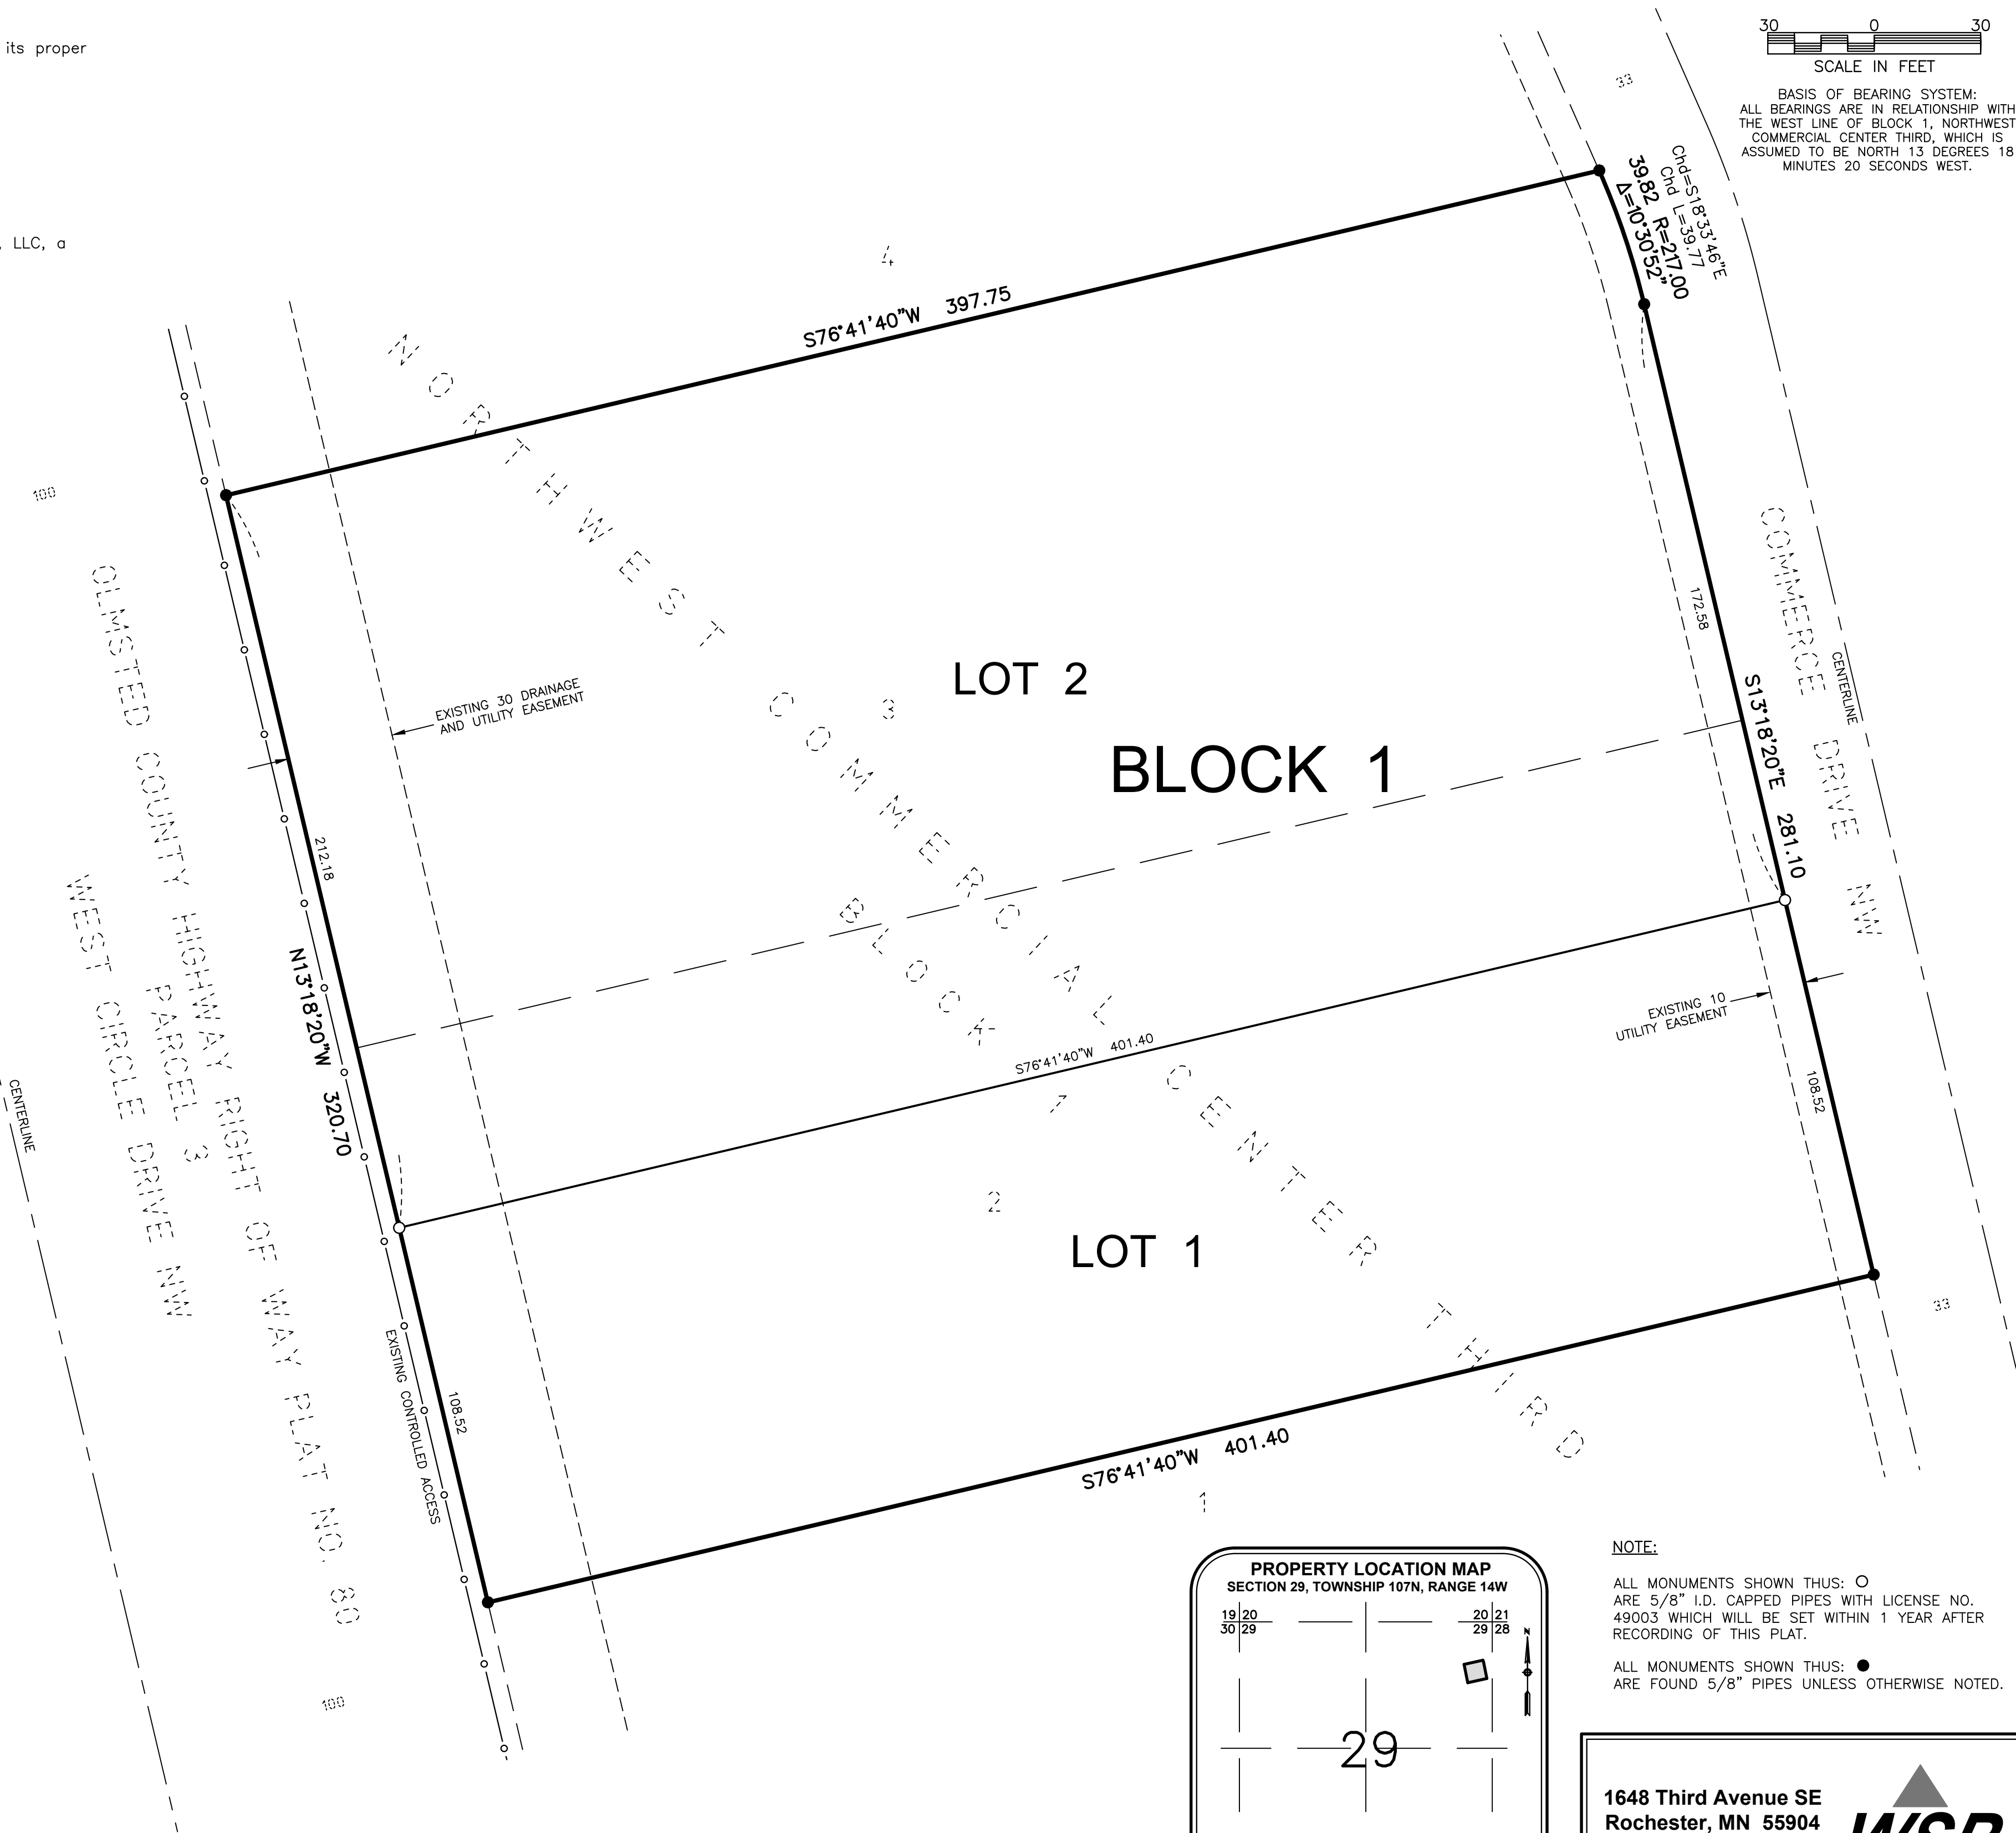 its proper
, LLC, a
30 0 30
SCALE IN FEET
BASIS OF BEARING SYSTEM:
ALL BEARINGS ARE IN RELATIONSHIP WITH
THE WEST LINE OF BLOCK 1, NORTHWEST
COMMERCIAL CENTER THIRD, WHICH IS
ASSUMED TO BE NORTH 13 DEGREES 18
MINUTES 20 SECONDS WEST.
33
Chd=S18°33'46"E
Chd L=39.77
39.82 R=217.00
Δ=10°30'52"
4
S76°41'40"W 397.75
NORTHWEST COMMERCIAL CENTER THIRD
100
OLMSTED COUNTY HIGHWAY RIGHT OF WAY PLAT NO. 80
PARCEL 3
WEST CIRCLE DRIVE NW
CENTERLINE
EXISTING 30 DRAINAGE
AND UTILITY EASEMENT
3
LOT 2
BLOCK 1
172.58
S13°18'20"E 281.10
COMMERCE DRIVE NW
CENTERLINE
212.18
N13°18'20"W 320.70
BLOCK 1
S76°41'40"W 401.40
EXISTING 10
UTILITY EASEMENT
108.52
2
LOT 1
33
EXISTING CONTROLLED ACCESS
108.52
S76°41'40"W 401.40
1
100
PROPERTY LOCATION MAP
SECTION 29, TOWNSHIP 107N, RANGE 14W
19 20
30 29
20 21
29 28
N
29
NOTE:
ALL MONUMENTS SHOWN THUS: ○
ARE 5/8" I.D. CAPPED PIPES WITH LICENSE NO.
49003 WHICH WILL BE SET WITHIN 1 YEAR AFTER
RECORDING OF THIS PLAT.
ALL MONUMENTS SHOWN THUS: ●
ARE FOUND 5/8" PIPES UNLESS OTHERWISE NOTED.
1648 Third Avenue SE
Rochester, MN 55904